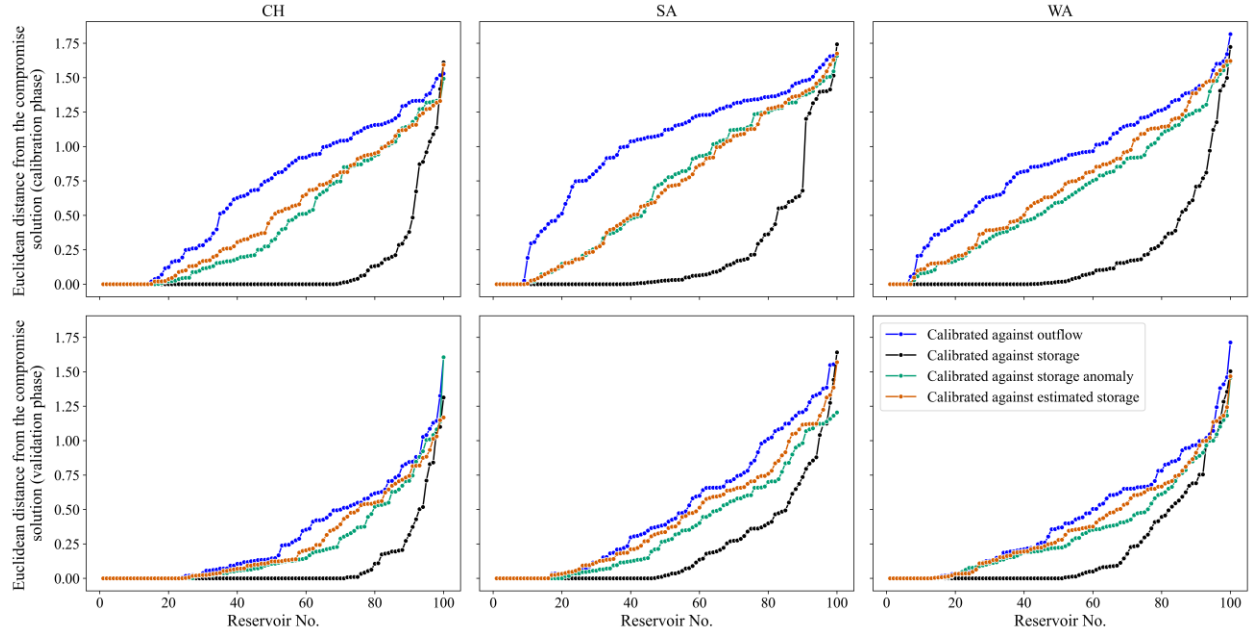 CH SA WA
Euclidean distance from the compromise
solution (calibration phase)
1.75
1.50
1.25
1.00
0.75
0.50
0.25
0.00
Euclidean distance from the compromise
solution (validation phase)
1.75
1.50
1.25
1.00
0.75
0.50
0.25
0.00
Calibrated against outflow
Calibrated against storage
Calibrated against storage anomaly
Calibrated against estimated storage
0 20 40 60 80 100 0 20 40 60 80 100 0 20 40 60 80 100
Reservoir No. Reservoir No. Reservoir No.